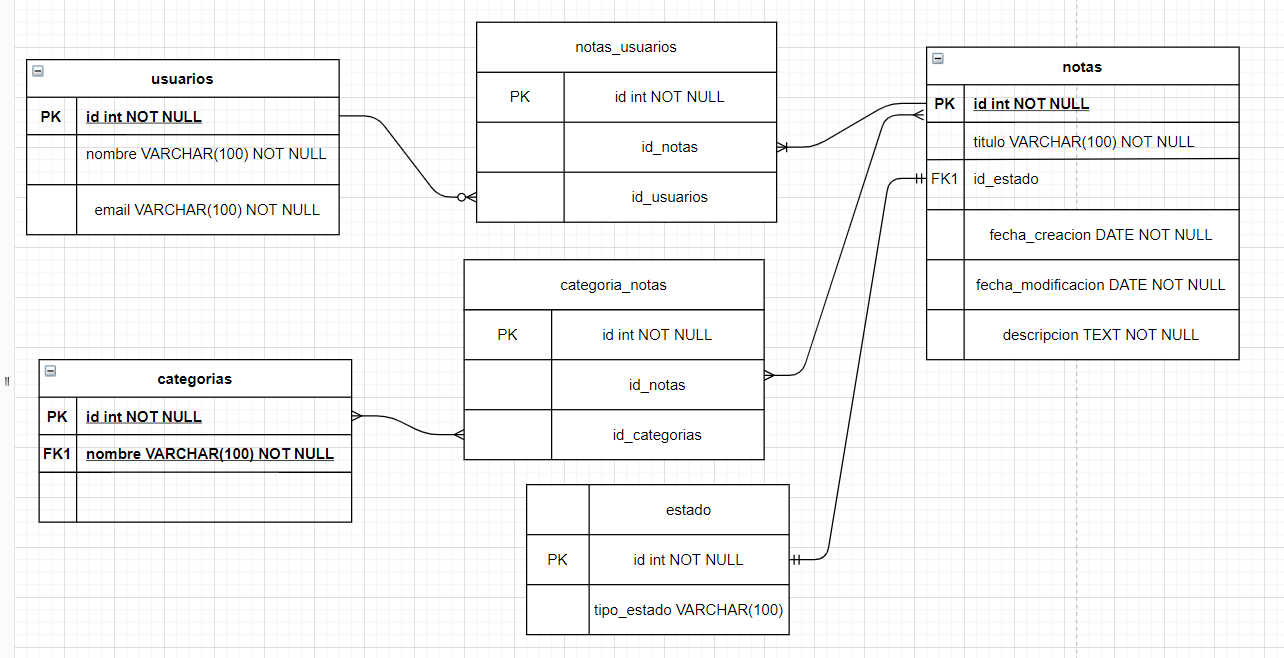 usuarios
PK id int NOT NULL
nombre VARCHAR(100) NOT NULL
email VARCHAR(100) NOT NULL
notas_usuarios
PK id int NOT NULL
id_notas
id_usuarios
notas
PK id int NOT NULL
titulo VARCHAR(100) NOT NULL
FK1 id_estado
fecha_creacion DATE NOT NULL
fecha_modificacion DATE NOT NULL
descripcion TEXT NOT NULL
categoria_notas
PK id int NOT NULL
id_notas
id_categorias
categorias
PK id int NOT NULL
FK1 nombre VARCHAR(100) NOT NULL
estado
PK id int NOT NULL
tipo_estado VARCHAR(100)